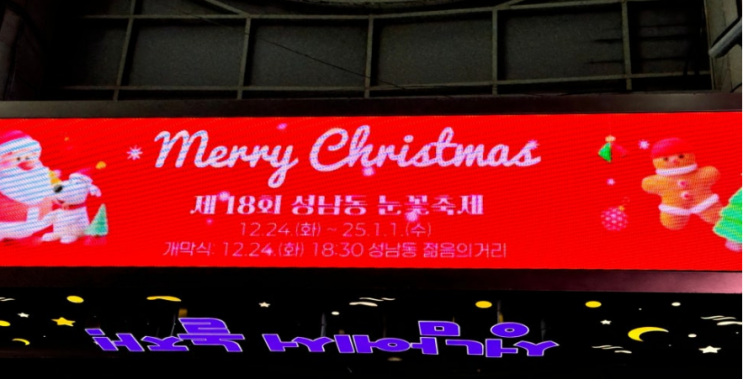 Merry Christmas
제18회 성남동 눈꽃축제
12.24.(화) ~ 25.1.1.(수)
개막식: 12.24.(화) 18:30 성남동 젊음의거리